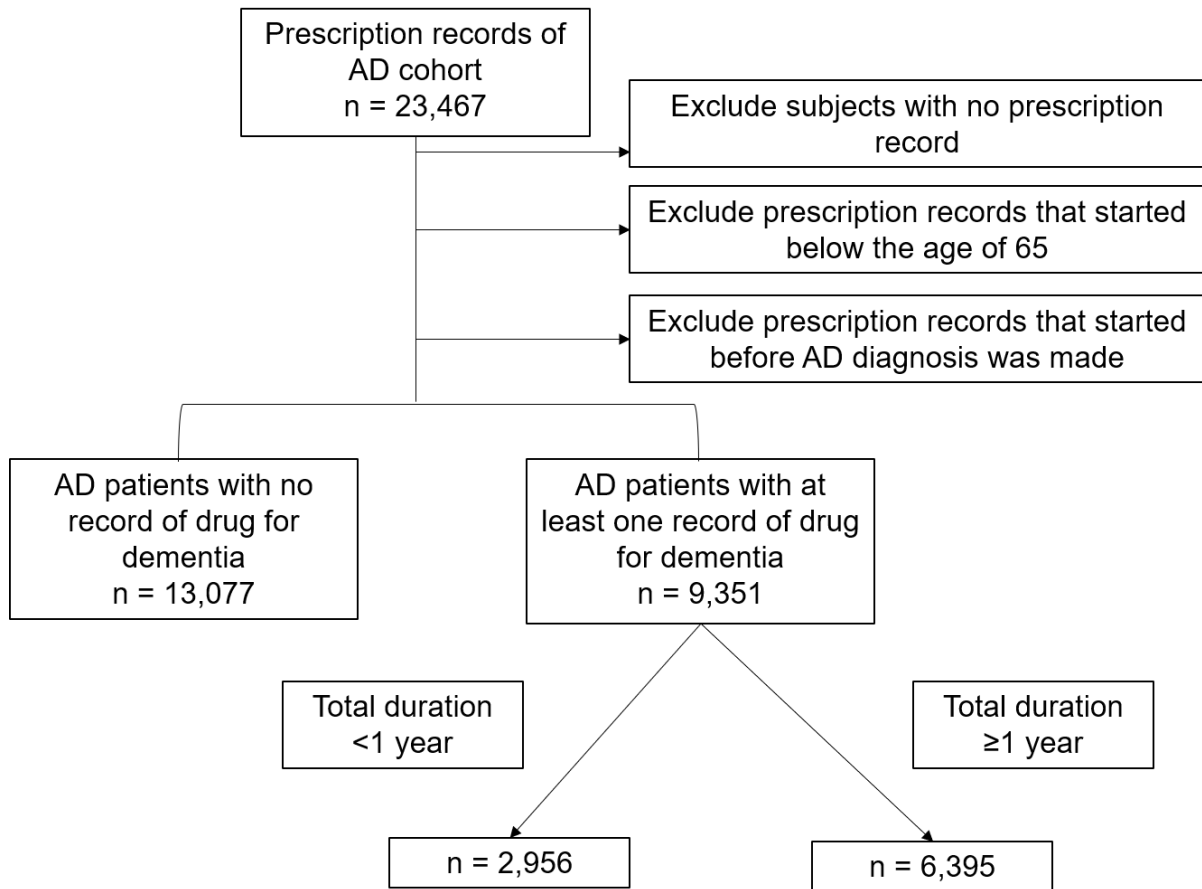 Prescription records of
AD cohort
n = 23,467
Exclude subjects with no prescription
record
Exclude prescription records that started
below the age of 65
Exclude prescription records that started
before AD diagnosis was made
AD patients with no
record of drug for
dementia
n = 13,077
AD patients with at
least one record of drug
for dementia
n = 9,351
Total duration
<1 year
Total duration
≥1 year
n = 2,956
n = 6,395